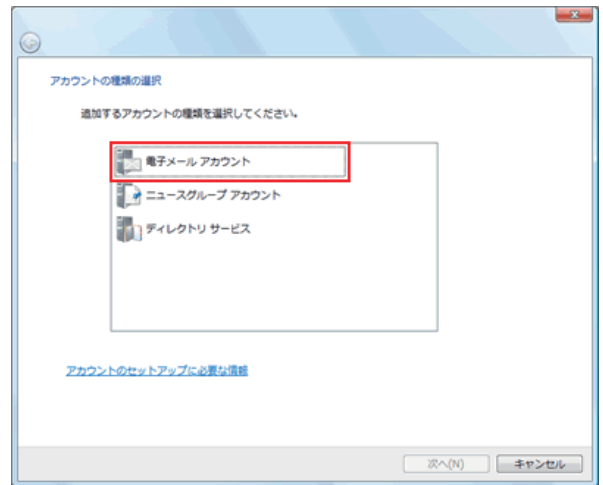 アカウントの種類の選択
追加するアカウントの種類を選択してください。
電子メール アカウント
ニュースグループ アカウント
ディレクトリ サービス
アカウントのセットアップに必要な情報
次へ(N)
キャンセル